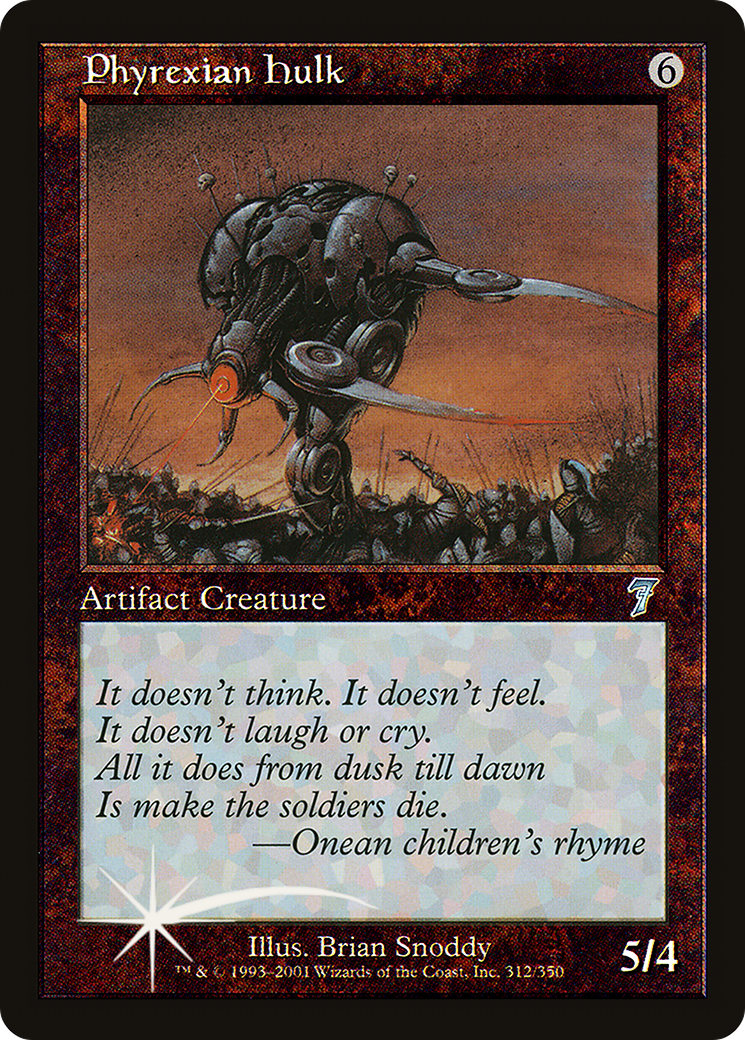 Phyrexian Hulk
6
Artifact Creature
7
It doesn't think. It doesn't feel.
It doesn't laugh or cry.
All it does from dusk till dawn
Is make the soldiers die.
—Onean children's rhyme
Illus. Brian Snoddy
5/4
™ & © 1993–2001 Wizards of the Coast, Inc. 312/350